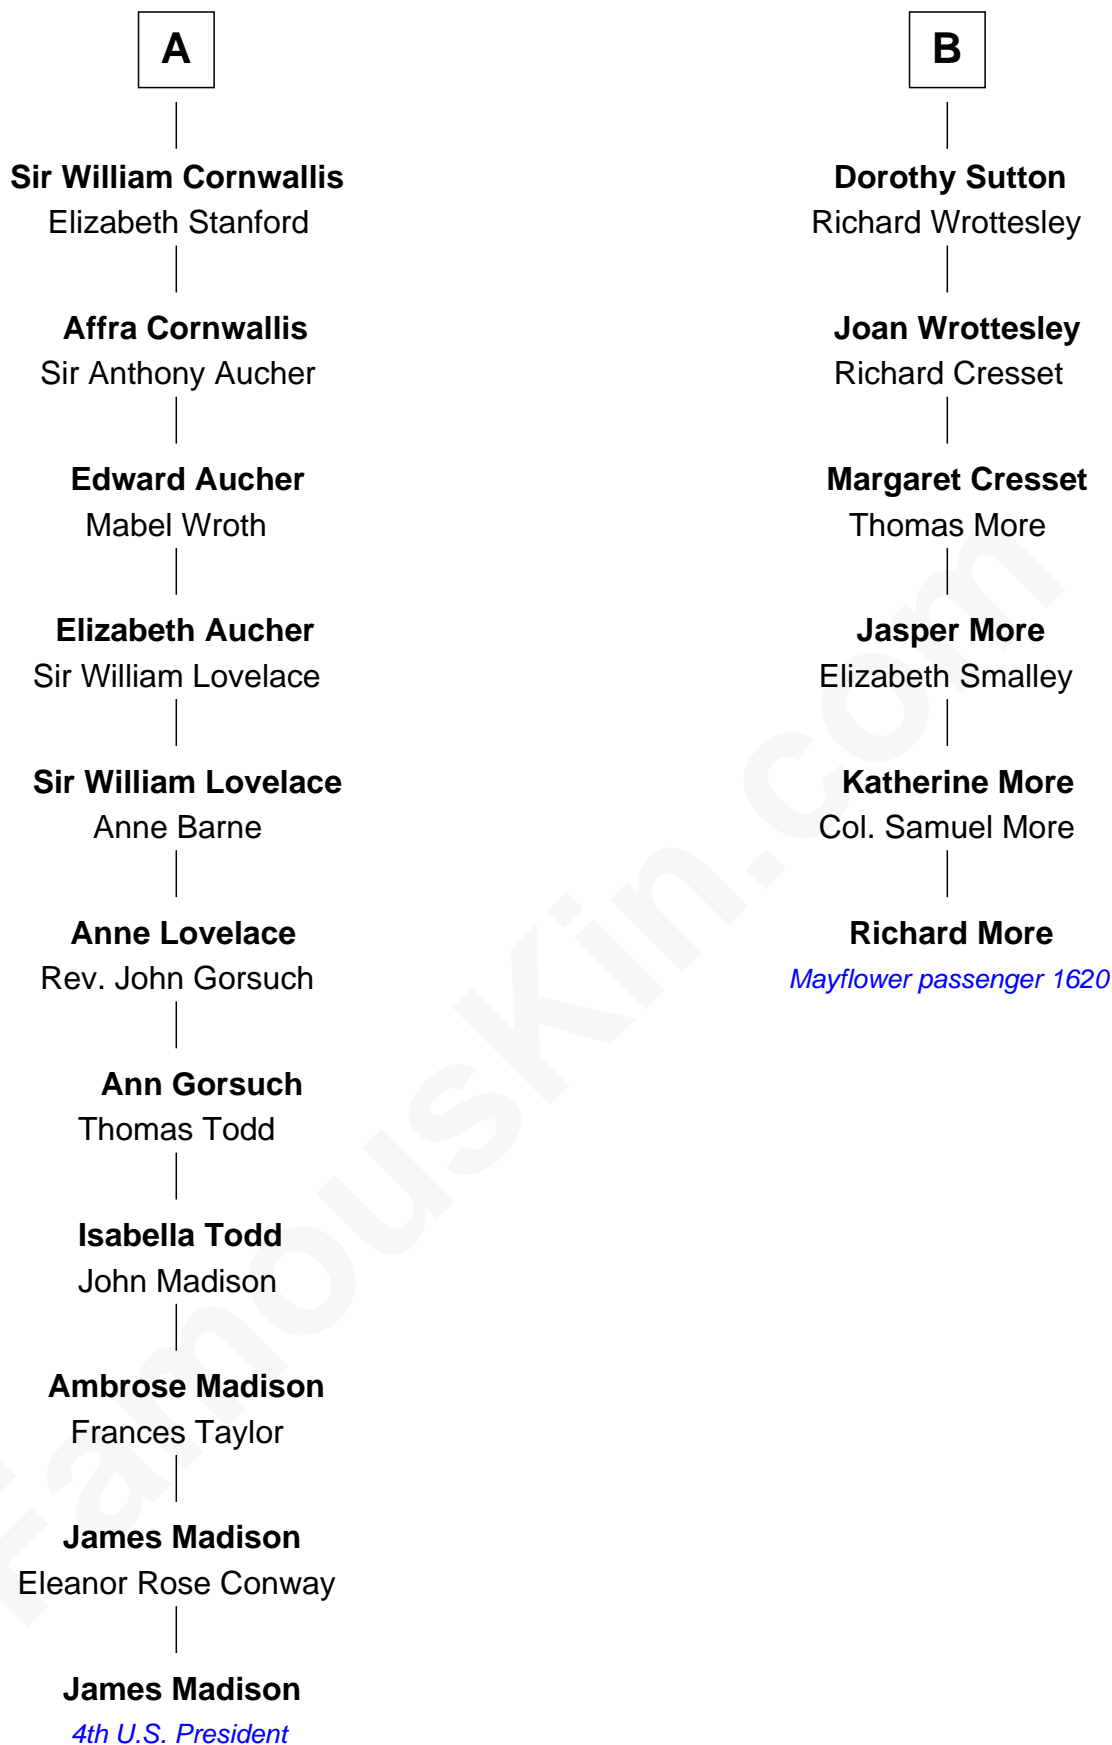 A
Sir William Cornwallis
Elizabeth Stanford
Affra Cornwallis
Sir Anthony Aucher
Edward Aucher
Mabel Wroth
Elizabeth Aucher
Sir William Lovelace
Sir William Lovelace
Anne Barne
Anne Lovelace
Rev. John Gorsuch
Ann Gorsuch
Thomas Todd
Isabella Todd
John Madison
Ambrose Madison
Frances Taylor
James Madison
Eleanor Rose Conway
James Madison
4th U.S. President
B
Dorothy Sutton
Richard Wrottesley
Joan Wrottesley
Richard Cresset
Margaret Cresset
Thomas More
Jasper More
Elizabeth Smalley
Katherine More
Col. Samuel More
Richard More
Mayflower passenger 1620
FamousKin.com